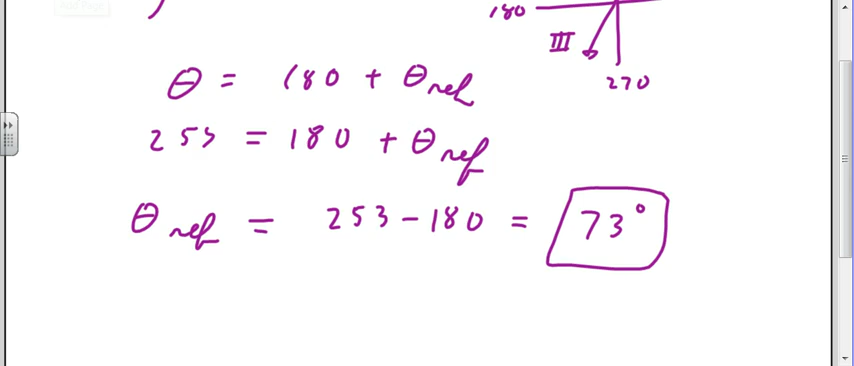 180
III
270
θ = 180 + θref
253 = 180 + θref
θref = 253 - 180 = 73°